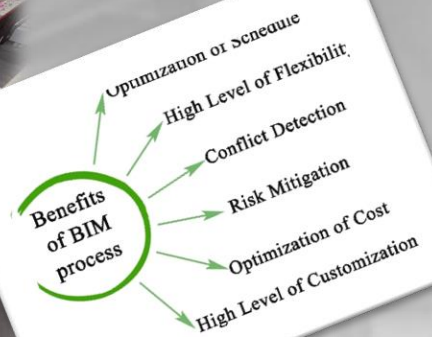 Optimization of Schedule
High Level of Flexibility
Conflict Detection
Risk Mitigation
Optimization of Cost
High Level of Customization
Benefits
of BIM
process